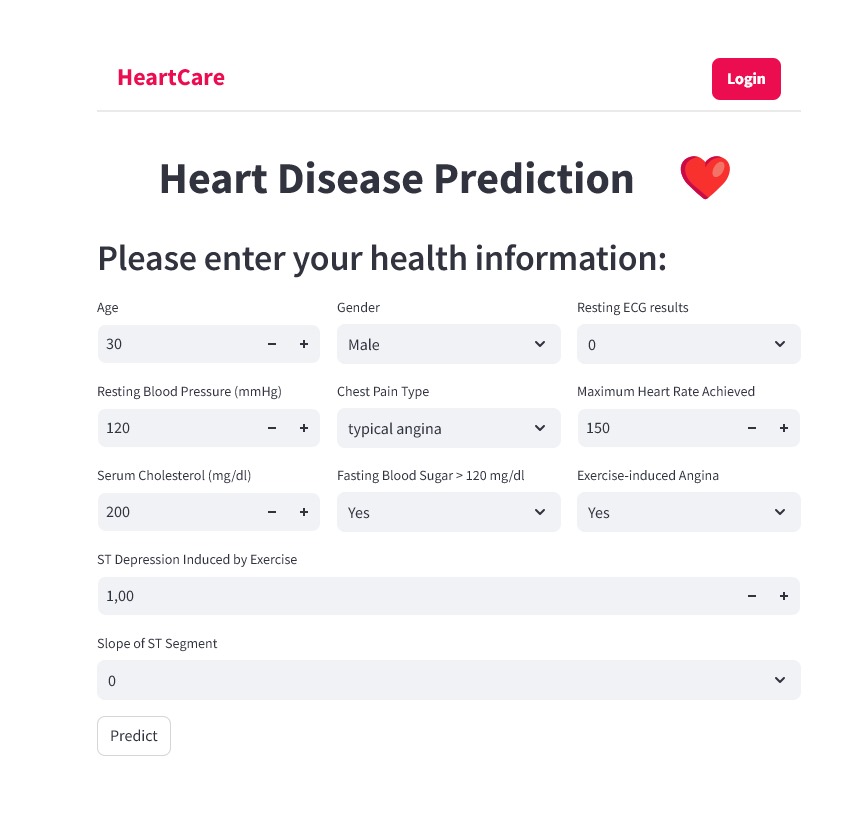 HeartCare
Login
Heart Disease Prediction
Please enter your health information:
Age
Gender
Resting ECG results
30
Male
0
Resting Blood Pressure (mmHg)
Chest Pain Type
Maximum Heart Rate Achieved
120
typical angina
150
Serum Cholesterol (mg/dl)
Fasting Blood Sugar > 120 mg/dl
Exercise-induced Angina
200
Yes
Yes
ST Depression Induced by Exercise
1,00
Slope of ST Segment
0
Predict